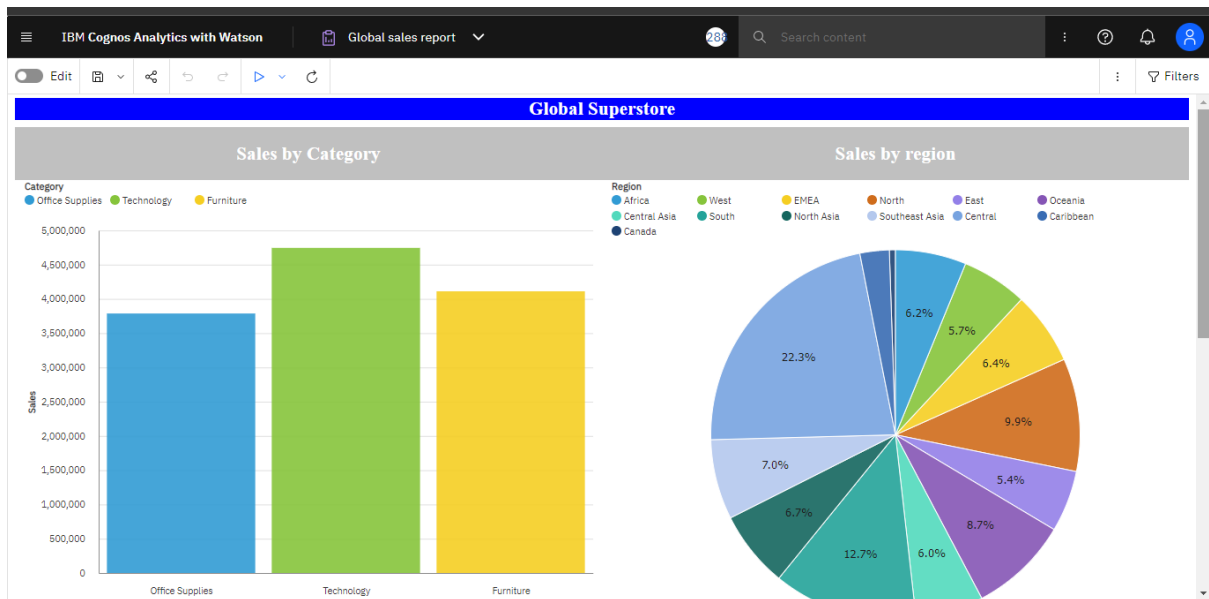 IBM Cognos Analytics with Watson
Global sales report
288
Search content
Edit
Filters
Global Superstore
Sales by Category
Sales by region
Category
Office Supplies Technology Furniture
5,000,000
4,500,000
4,000,000
3,500,000
3,000,000
2,500,000
2,000,000
1,500,000
1,000,000
500,000
0
Sales
Office Supplies Technology Furniture
Region
Africa West EMEA North East Oceania
Central Asia South North Asia Southeast Asia Central Caribbean
Canada
6.2%
5.7%
6.4%
9.9%
5.4%
8.7%
6.0%
12.7%
6.7%
7.0%
22.3%